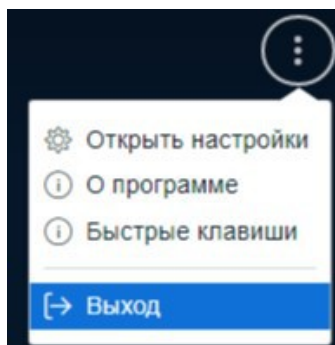 Открыть настройки
О программе
Быстрые клавиши
Выход